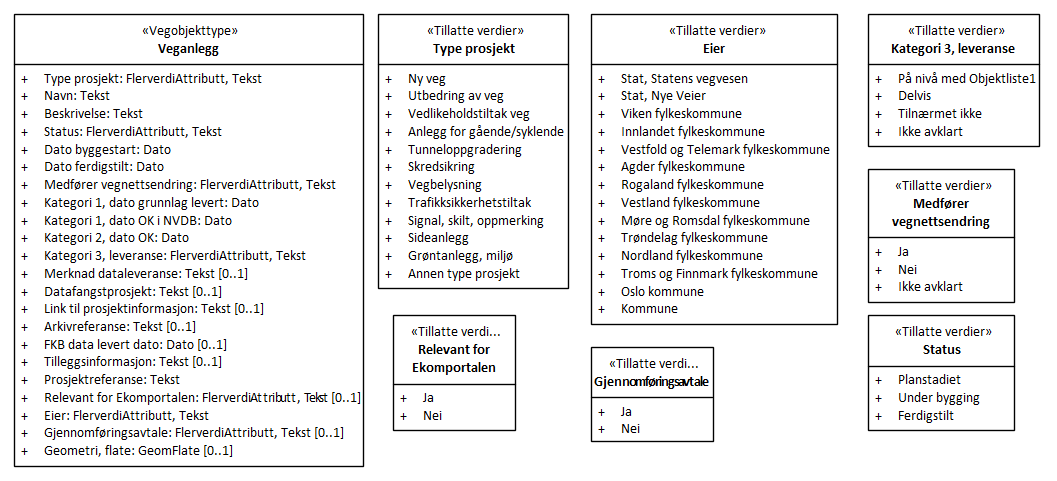 «Vegobjekttype»
Veganlegg
+ Type prosjekt: FlerverdiAttributt, Tekst
+ Navn: Tekst
+ Beskrivelse: Tekst
+ Status: FlerverdiAttributt, Tekst
+ Dato byggestart: Dato
+ Dato ferdigstilt: Dato
+ Medfører vegnettsendring: FlerverdiAttributt, Tekst
+ Kategori 1, dato grunnlag levert: Dato
+ Kategori 1, dato OK i NVDB: Dato
+ Kategori 2, dato OK: Dato
+ Kategori 3, leveranse: FlerverdiAttributt, Tekst
+ Merknad dataleveranse: Tekst [0..1]
+ Datafangstprosjekt: Tekst [0..1]
+ Link til prosjektinformasjon: Tekst [0..1]
+ Arkivreferanse: Tekst [0..1]
+ FKB data levert dato: Dato [0..1]
+ Tilleggsinformasjon: Tekst [0..1]
+ Prosjektreferanse: Tekst
+ Relevant for Ekomportalen: FlerverdiAttributt, Tekst [0..1]
+ Eier: FlerverdiAttributt, Tekst
+ Gjennomføringsavtale: FlerverdiAttributt, Tekst [0..1]
+ Geometri, flate: GeomFlate [0..1]
«Tillatte verdier»
Type prosjekt
+ Ny veg
+ Utbedring av veg
+ Vedlikeholdstiltak veg
+ Anlegg for gående/syklende
+ Tunneloppgradering
+ Skredsikring
+ Vegbelysning
+ Trafikksikkerhetstiltak
+ Signal, skilt, oppmerking
+ Sideanlegg
+ Grøntanlegg, miljø
+ Annen type prosjekt
«Tillatte verdi...
Relevant for
Ekomportalen
+ Ja
+ Nei
«Tillatte verdier»
Eier
+ Stat, Statens vegvesen
+ Stat, Nye Veier
+ Viken fylkeskommune
+ Innlandet fylkeskommune
+ Vestfold og Telemark fylkeskommune
+ Agder fylkeskommune
+ Rogaland fylkeskommune
+ Vestland fylkeskommune
+ Møre og Romsdal fylkeskommune
+ Trøndelag fylkeskommune
+ Nordland fylkeskommune
+ Troms og Finnmark fylkeskommune
+ Oslo kommune
+ Kommune
«Tillatte verdi...
Gjennomføringsavtale
+ Ja
+ Nei
«Tillatte verdier»
Kategori 3, leveranse
+ På nivå med Objektliste1
+ Delvis
+ Tilnærmet ikke
+ Ikke avklart
«Tillatte verdier»
Medfører
vegnettsendring
+ Ja
+ Nei
+ Ikke avklart
«Tillatte verdier»
Status
+ Planstadiet
+ Under bygging
+ Ferdigstilt